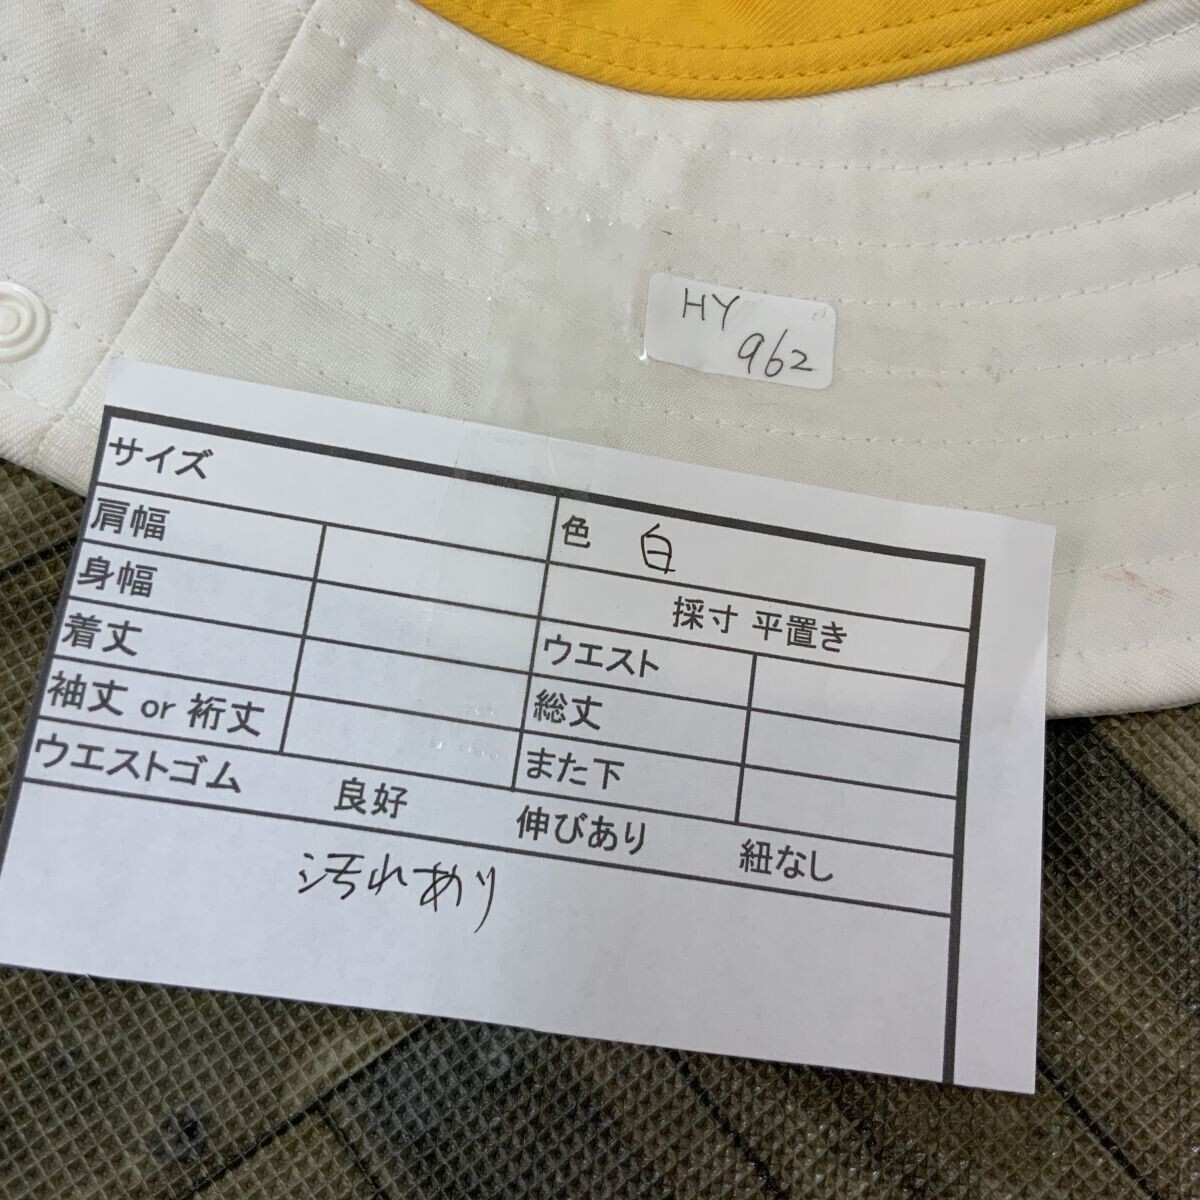 HY
962
サイズ
色 白
肩幅
採寸 平置き
身幅
ウエスト
着丈
総丈
袖丈 or 裄丈
また下
ウエストゴム 良好 伸びあり 紐なし
汚れあり